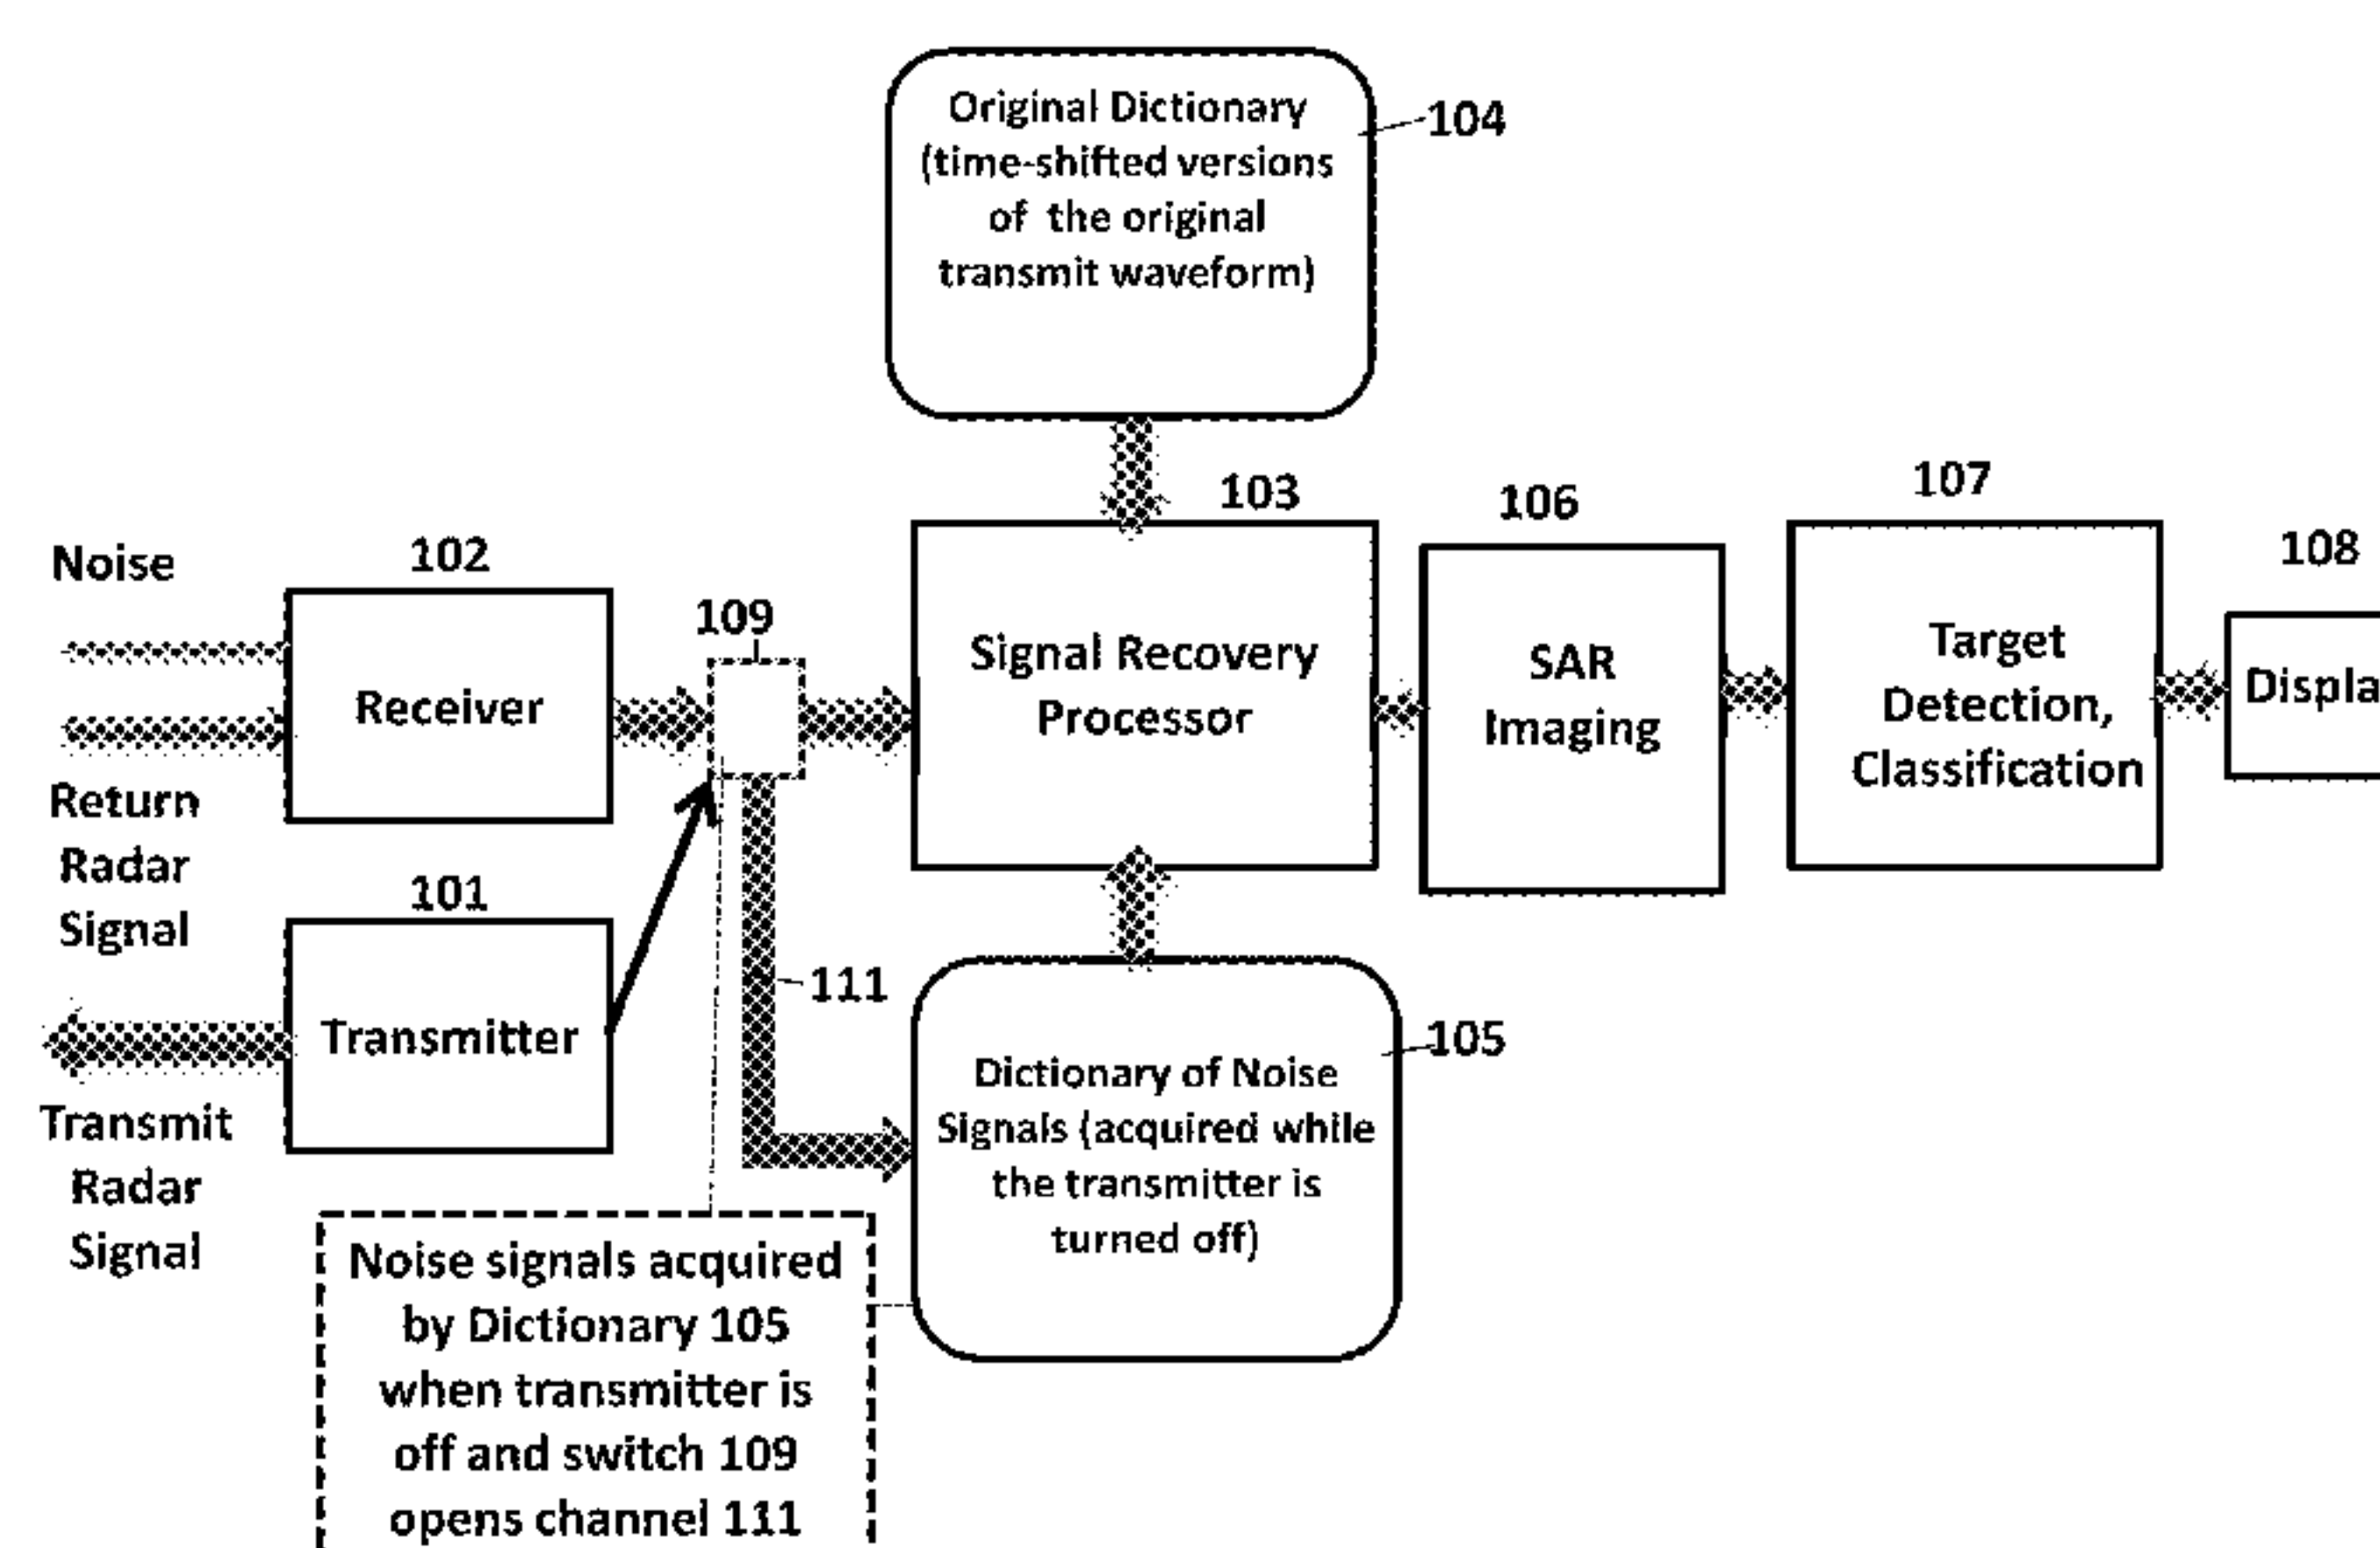 Original Dictionary
(time-shifted versions
of the original
transmit waveform)
104
103
106
107
108
Noise
102
109
Receiver
Signal Recovery
Processor
SAR
Imaging
Target
Detection,
Classification
Displa
Return
Radar
Signal
101
Transmitter
111
105
Transmit
Radar
Signal
Dictionary of Noise
Signals (acquired while
the transmitter is
turned off)
Noise signals acquired
by Dictionary 105
when transmitter is
off and switch 109
opens channel 111